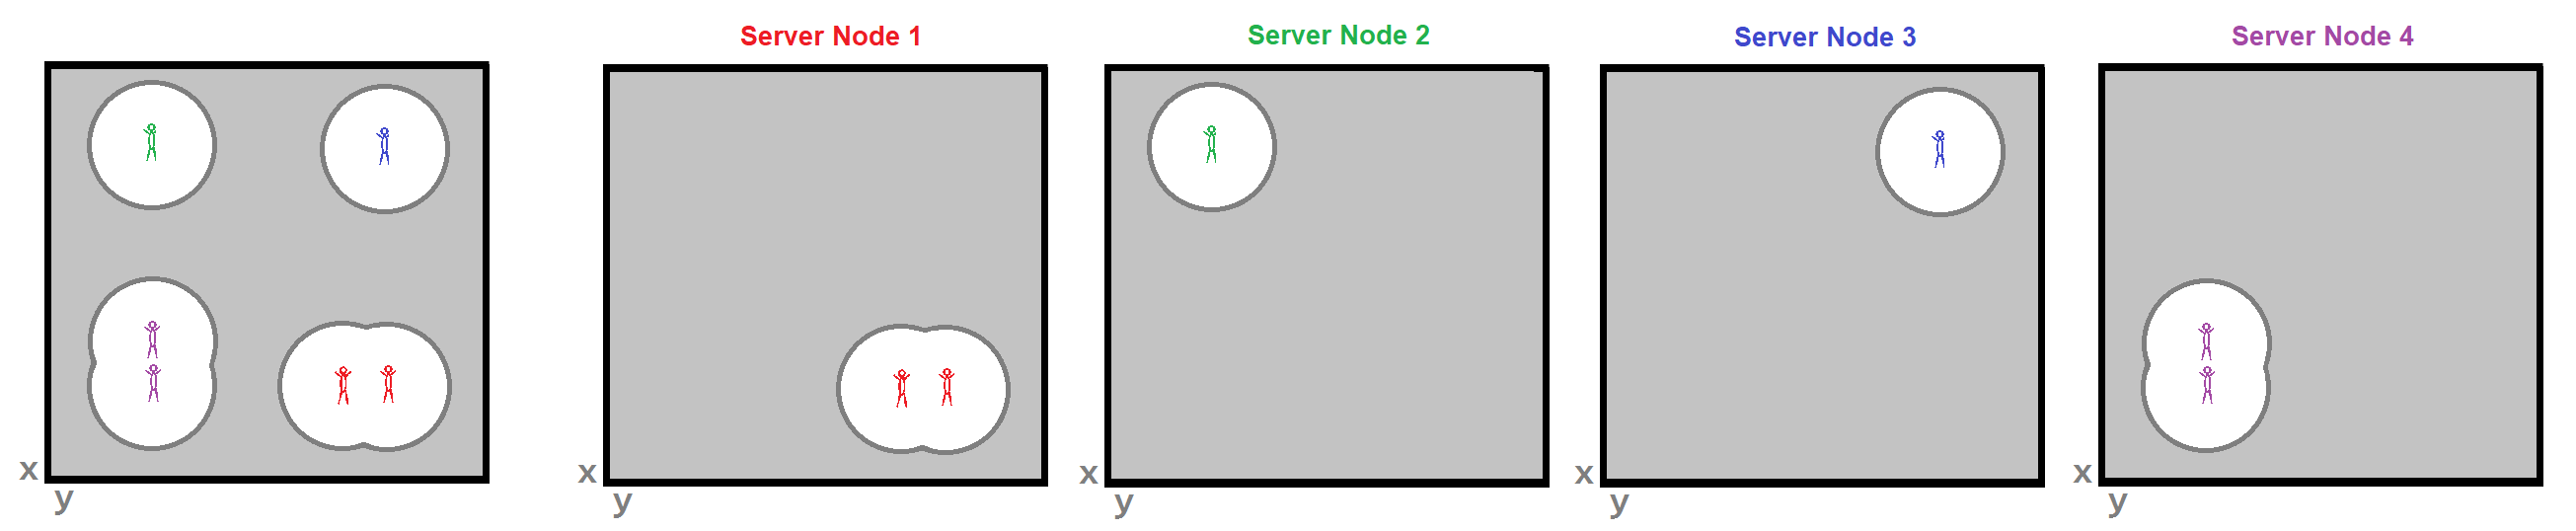 Server Node 1
Server Node 2
Server Node 3
Server Node 4
x
y
x
y
x
y
x
y
x
y